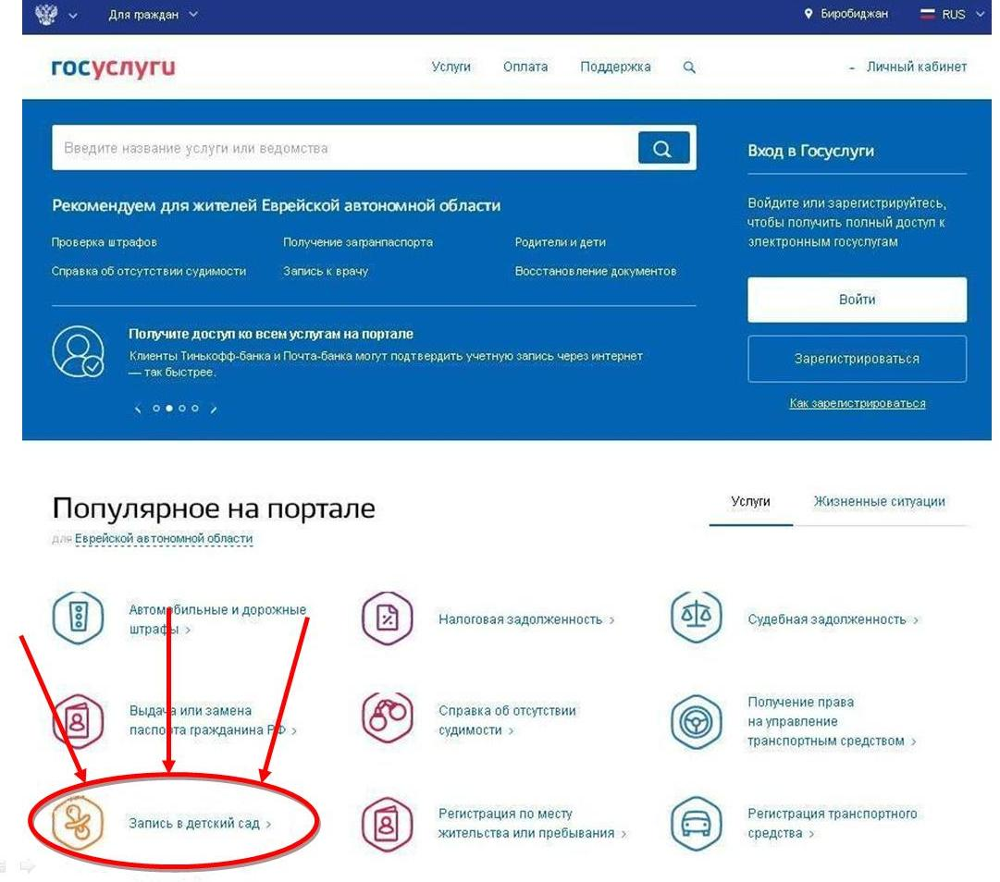 Для граждан
Биробиджан
RUS
госуслуги
Услуги
Оплата
Поддержка
- Личный кабинет
Введите название услуги или ведомства
Рекомендуем для жителей Еврейской автономной области
Проверка штрафов
Получение загранпаспорта
Родители и дети
Справка об отсутствии судимости
Запись к врачу
Восстановление документов
Получите доступ ко всем услугам на портале
Клиенты Тинькофф-банка и Почта-банка могут подтвердить учетную запись через интернет
— так быстрее.
Вход в Госуслуги
Войдите или зарегистрируйтесь,
чтобы получить полный доступ к
электронным госуслугам
Войти
Зарегистрироваться
Как зарегистрироваться
Популярное на портале
для Еврейской автономной области
Услуги
Жизненные ситуации
Автомобильные и дорожные
штрафы >
Налоговая задолженность >
Судебная задолженность >
Выдача или замена
паспорта гражданина РФ >
Справка об отсутствии
судимости >
Получение права
на управление
транспортным средством >
Запись в детский сад >
Регистрация по месту
жительства или пребывания >
Регистрация транспортного
средства >